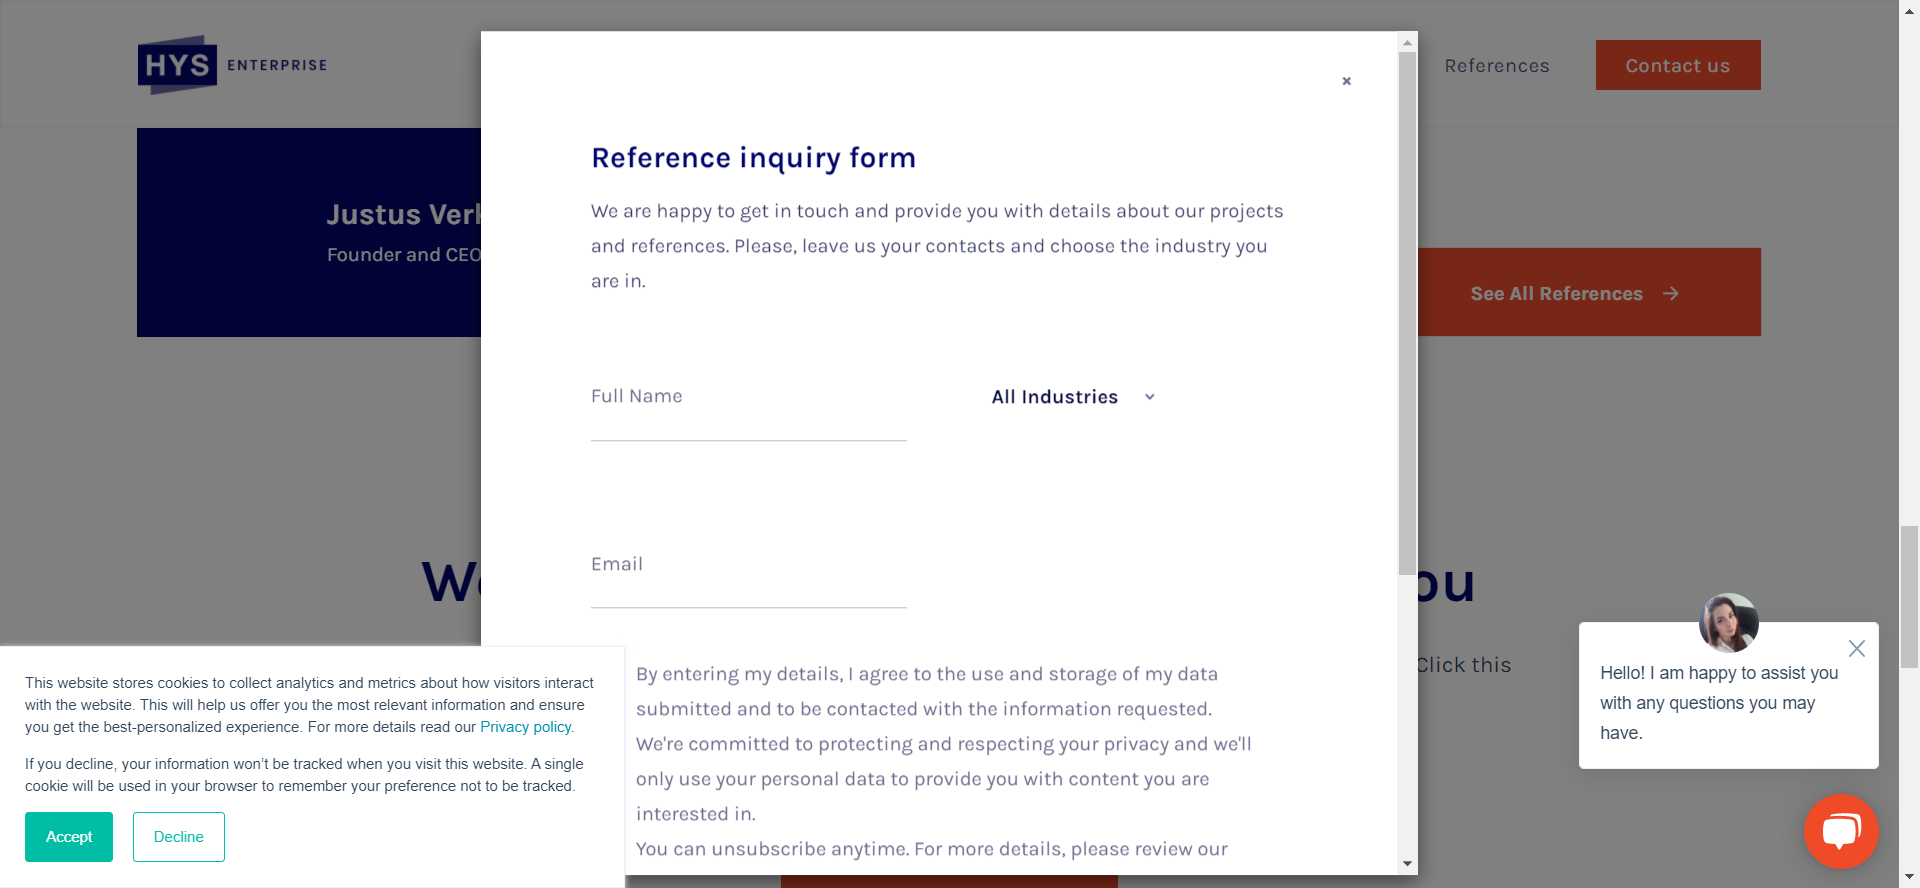 HYS ENTERPRISE
References
Contact us
Justus Ver
Founder and CEO
See All References
×
Reference inquiry form
We are happy to get in touch and provide you with details about our projects
and references. Please, leave us your contacts and choose the industry you
are in.
Full Name
All Industries
Email
By entering my details, I agree to the use and storage of my data
submitted and to be contacted with the information requested.
We're committed to protecting and respecting your privacy and we'll
only use your personal data to provide you with content you are
interested in.
You can unsubscribe anytime. For more details, please review our
W
ou
Click this
This website stores cookies to collect analytics and metrics about how visitors interact
with the website. This will help us offer you the most relevant information and ensure
you get the best-personalized experience. For more details read our Privacy policy.
If you decline, your information won’t be tracked when you visit this website. A single
cookie will be used in your browser to remember your preference not to be tracked.
Accept
Decline
Hello! I am happy to assist you
with any questions you may
have.